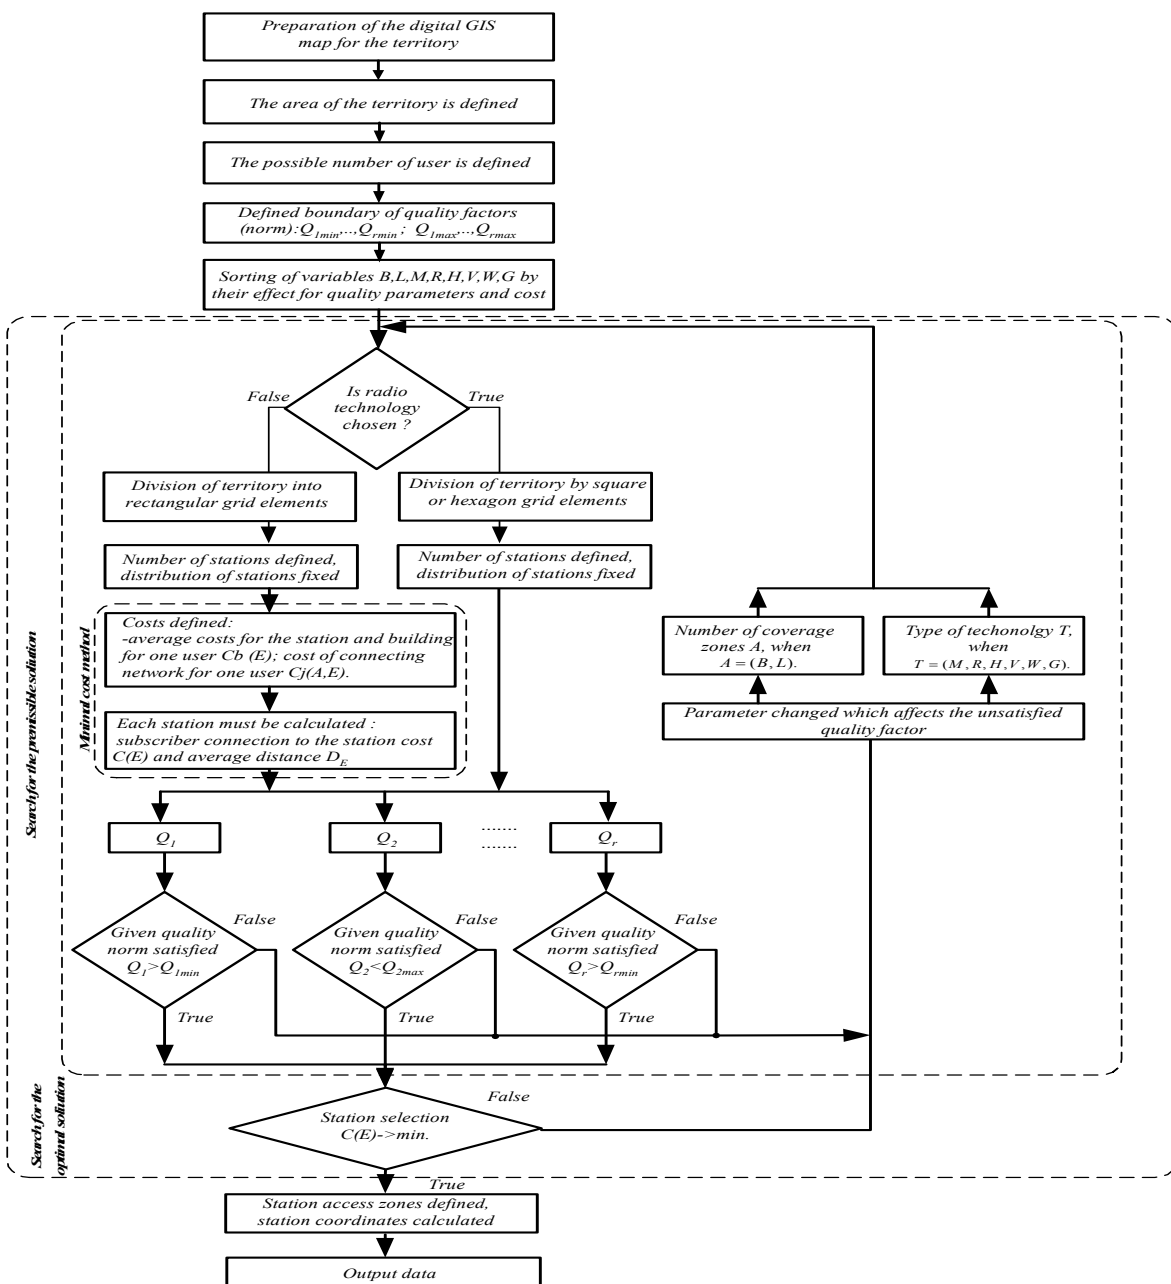 Preparation of the digital GIS
map for the territory
The area of the territory is defined
The possible number of user is defined
Defined boundary of quality factors
(norm):Q1min,..,Qrmin ; Q1max,..,Qrmax
Sorting of variables B,L,M,R,H,V,W,G by
their effect for quality parameters and cost
Is radio
technology
chosen ?
False
True
Division of territory into
rectangular grid elements
Division of territory by square
or hexagon grid elements
Number of stations defined,
distribution of stations fixed
Number of stations defined,
distribution of stations fixed
Minimal cost method
Costs defined:
-average costs for the station and building
for one user Cb (E); cost of connecting
network for one user Cj(A,E).
Each station must be calculated :
subscriber connection to the station cost
C(E) and average distance DE
Number of coverage
zones A, when
A = (B, L).
Type of techonolgy T,
when
T = (M, R, H, V, W, G).
Parameter changed which affects the unsatisfied
quality factor
Search for the premissible soliution
Q1
Q2
.......
.......
Qr
Given quality
norm satisfied
Q1>Q1min
False
True
Given quality
norm satisfied
Q2<Q2max
False
True
Given quality
norm satisfied
Qr>Qrmin
False
True
Search for the
optimal soliution
Station selection
C(E)->min.
False
True
Station access zones defined,
station coordinates calculated
Output data